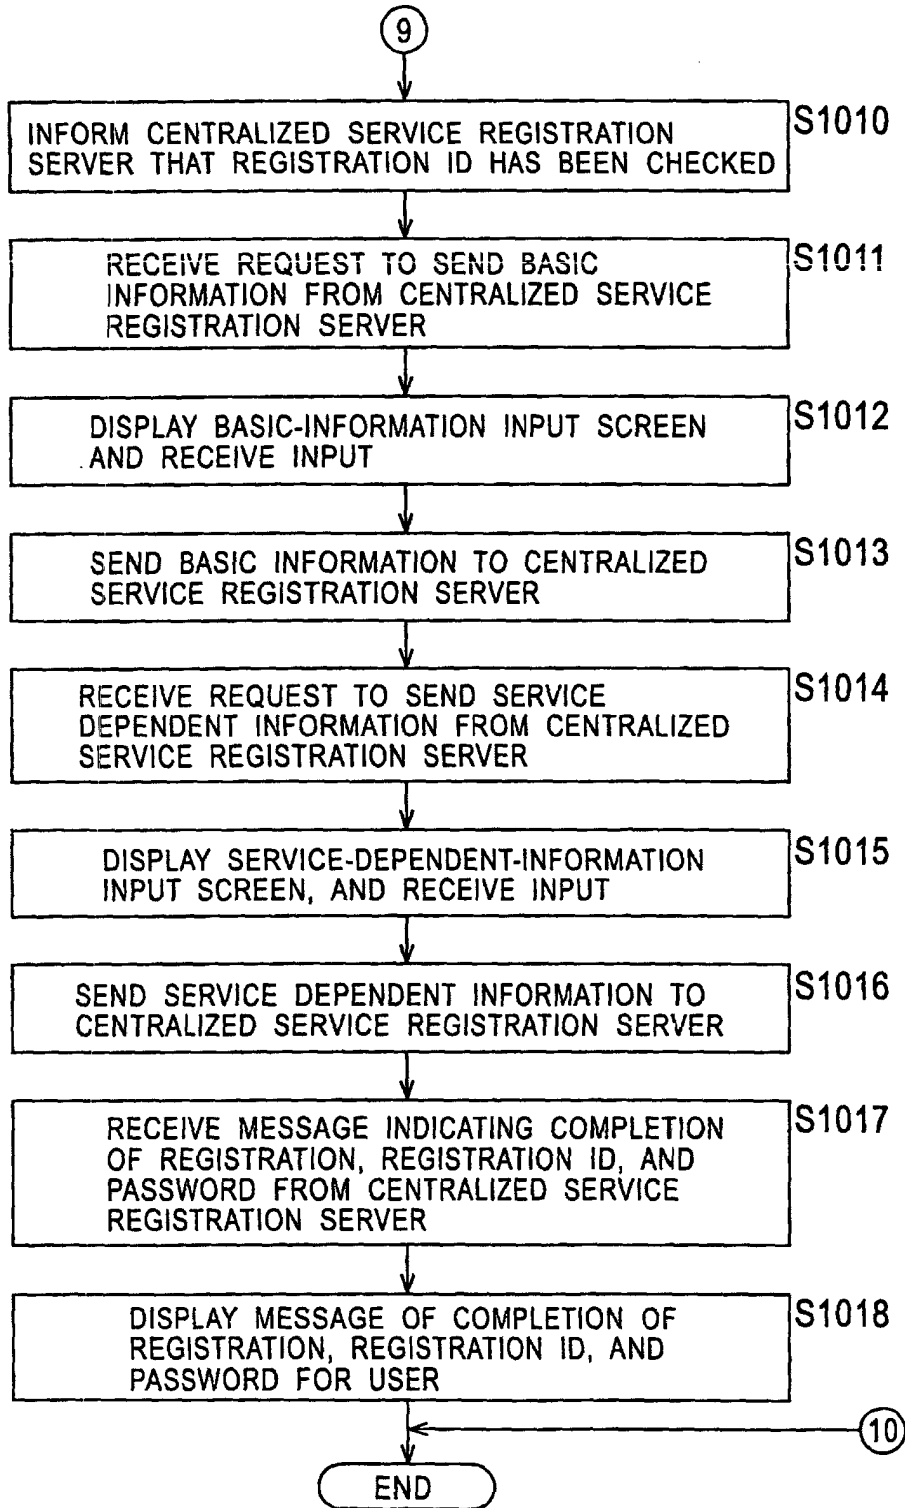 9
INFORM CENTRALIZED SERVICE REGISTRATION
SERVER THAT REGISTRATION ID HAS BEEN CHECKED
S1010
RECEIVE REQUEST TO SEND BASIC
INFORMATION FROM CENTRALIZED SERVICE
REGISTRATION SERVER
S1011
DISPLAY BASIC-INFORMATION INPUT SCREEN
AND RECEIVE INPUT
S1012
SEND BASIC INFORMATION TO CENTRALIZED
SERVICE REGISTRATION SERVER
S1013
RECEIVE REQUEST TO SEND SERVICE
DEPENDENT INFORMATION FROM CENTRALIZED
SERVICE REGISTRATION SERVER
S1014
DISPLAY SERVICE-DEPENDENT-INFORMATION
INPUT SCREEN, AND RECEIVE INPUT
S1015
SEND SERVICE DEPENDENT INFORMATION TO
CENTRALIZED SERVICE REGISTRATION SERVER
S1016
RECEIVE MESSAGE INDICATING COMPLETION
OF REGISTRATION, REGISTRATION ID, AND
PASSWORD FROM CENTRALIZED SERVICE
REGISTRATION SERVER
S1017
DISPLAY MESSAGE OF COMPLETION OF
REGISTRATION, REGISTRATION ID, AND
PASSWORD FOR USER
S1018
10
END